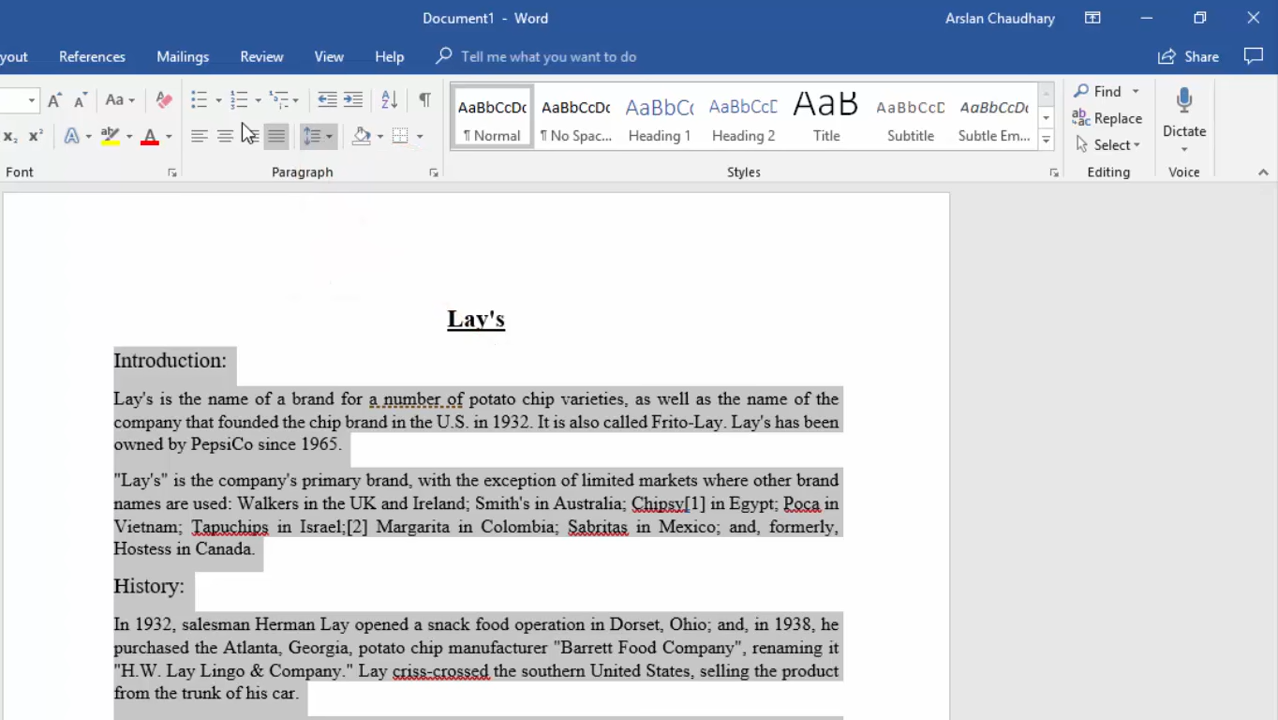 Document1 - Word
Arslan Chaudhary
yout References Mailings Review View Help Tell me what you want to do Share
Aa
AaBbCcDc AaBbCcDc AaBbCc AaBbCcD AaB AaBbCcD AaBbCcDc
¶ Normal ¶ No Spac... Heading 1 Heading 2 Title Subtitle Subtle Em...
Find
Replace
Select
Dictate
Font Paragraph Styles Editing Voice
Lay's
Introduction:
Lay's is the name of a brand for a number of potato chip varieties, as well as the name of the
company that founded the chip brand in the U.S. in 1932. It is also called Frito-Lay. Lay's has been
owned by PepsiCo since 1965.
"Lay's" is the company's primary brand, with the exception of limited markets where other brand
names are used: Walkers in the UK and Ireland; Smith's in Australia; Chipsy[1] in Egypt; Poca in
Vietnam; Tapuchips in Israel;[2] Margarita in Colombia; Sabritas in Mexico; and, formerly,
Hostess in Canada.
History:
In 1932, salesman Herman Lay opened a snack food operation in Dorset, Ohio; and, in 1938, he
purchased the Atlanta, Georgia, potato chip manufacturer "Barrett Food Company", renaming it
"H.W. Lay Lingo & Company." Lay criss-crossed the southern United States, selling the product
from the trunk of his car.